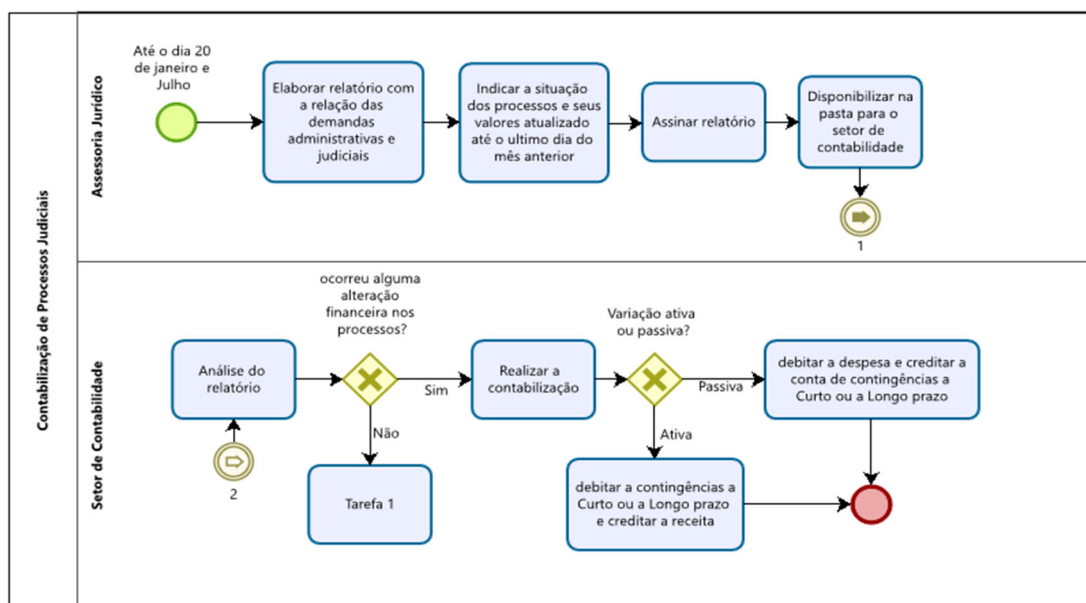 Contabilização de Processos Judiciais
Assessoria Jurídico
Até o dia 20
de janeiro e
Julho
Elaborar relatório com
a relação das
demandas
administrativas e
judiciais
Indicar a situação
dos processos e seus
valores atualizado
até o ultimo dia do
mês anterior
Assinar relatório
Disponibilizar na
pasta para o
setor de
contabilidade
1
Setor de Contabilidade
Análise do
relatório
2
ocorreu alguma
alteração
financeira nos
processos?
Sim
Não
Tarefa 1
Realizar a
contabilização
Variação ativa
ou passiva?
Passiva
Ativa
debitar a despesa e creditar a
conta de contingências a
Curto ou a Longo prazo
debitar a contingências a
Curto ou a Longo prazo
e creditar a receita